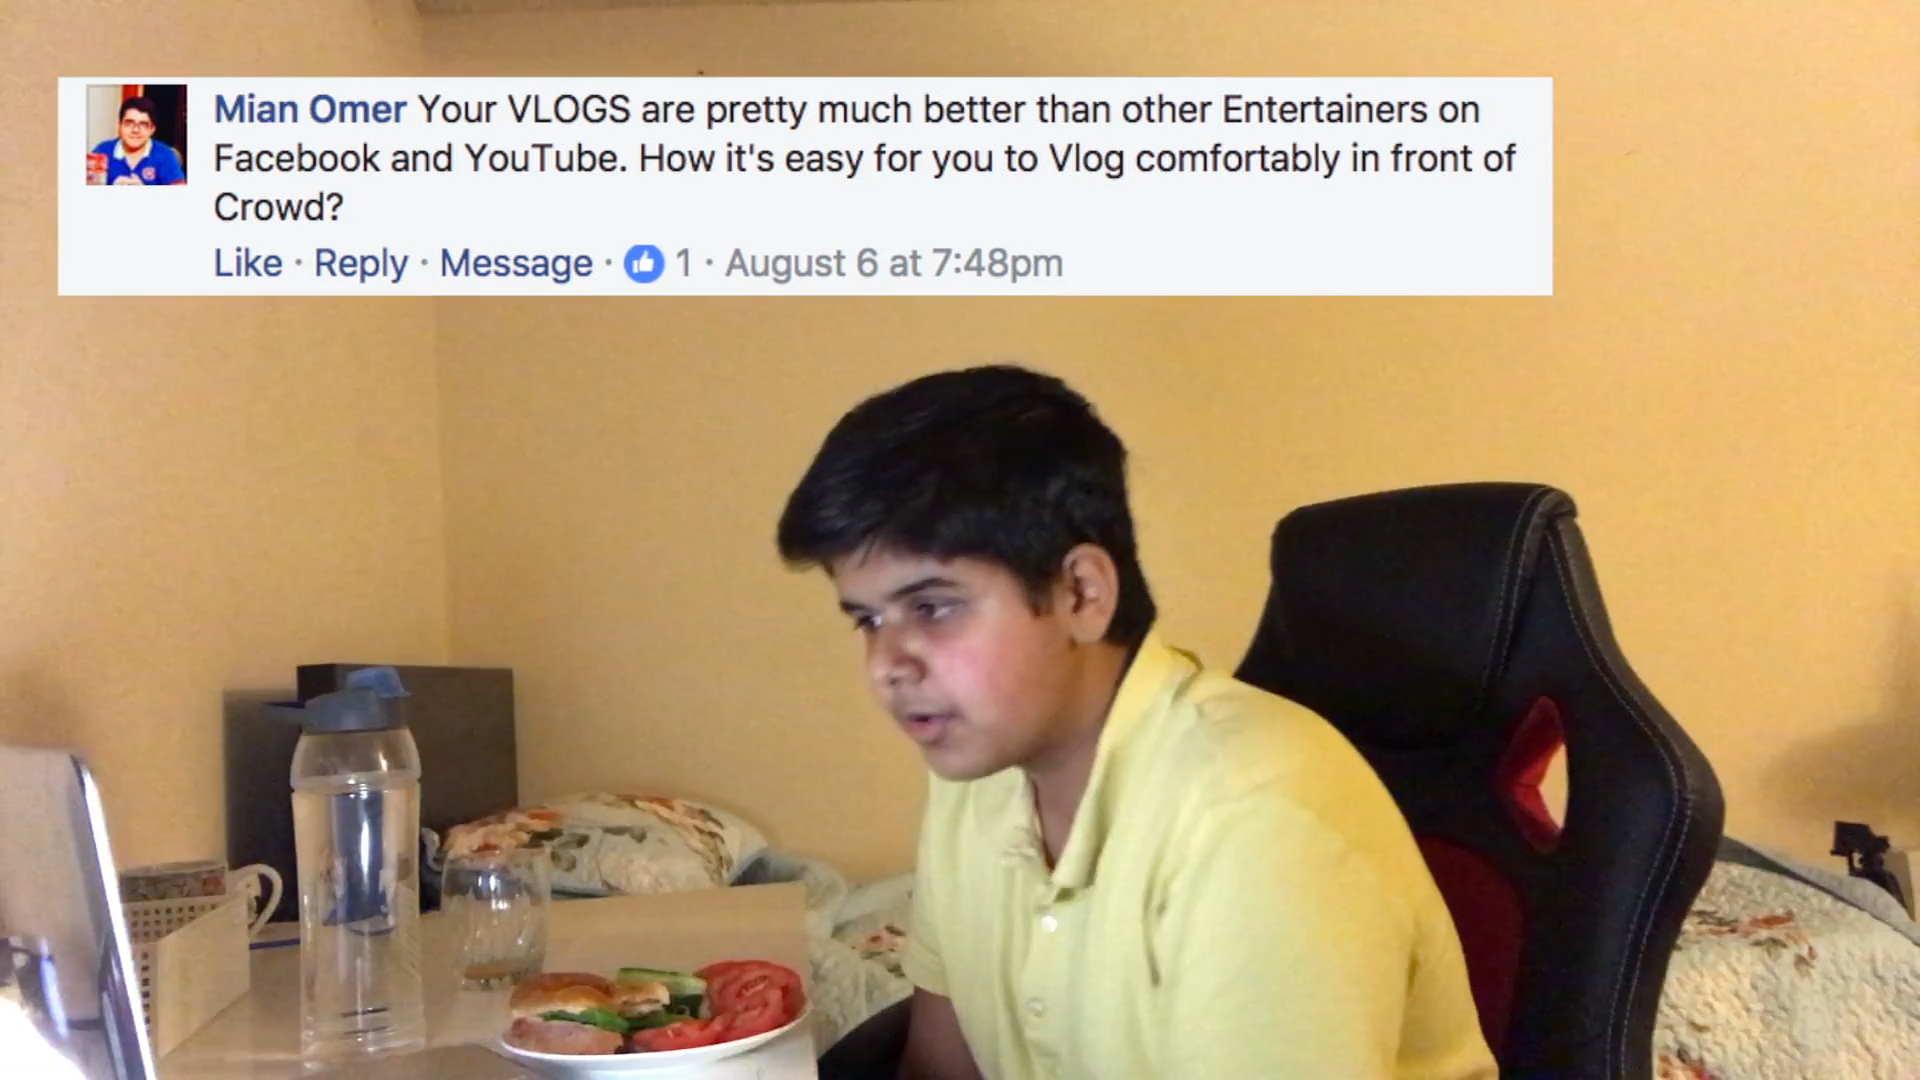 Mian Omer Your VLOGS are pretty much better than other Entertainers on
Facebook and YouTube. How it's easy for you to Vlog comfortably in front of
Crowd?
Like · Reply · Message · 1 · August 6 at 7:48pm